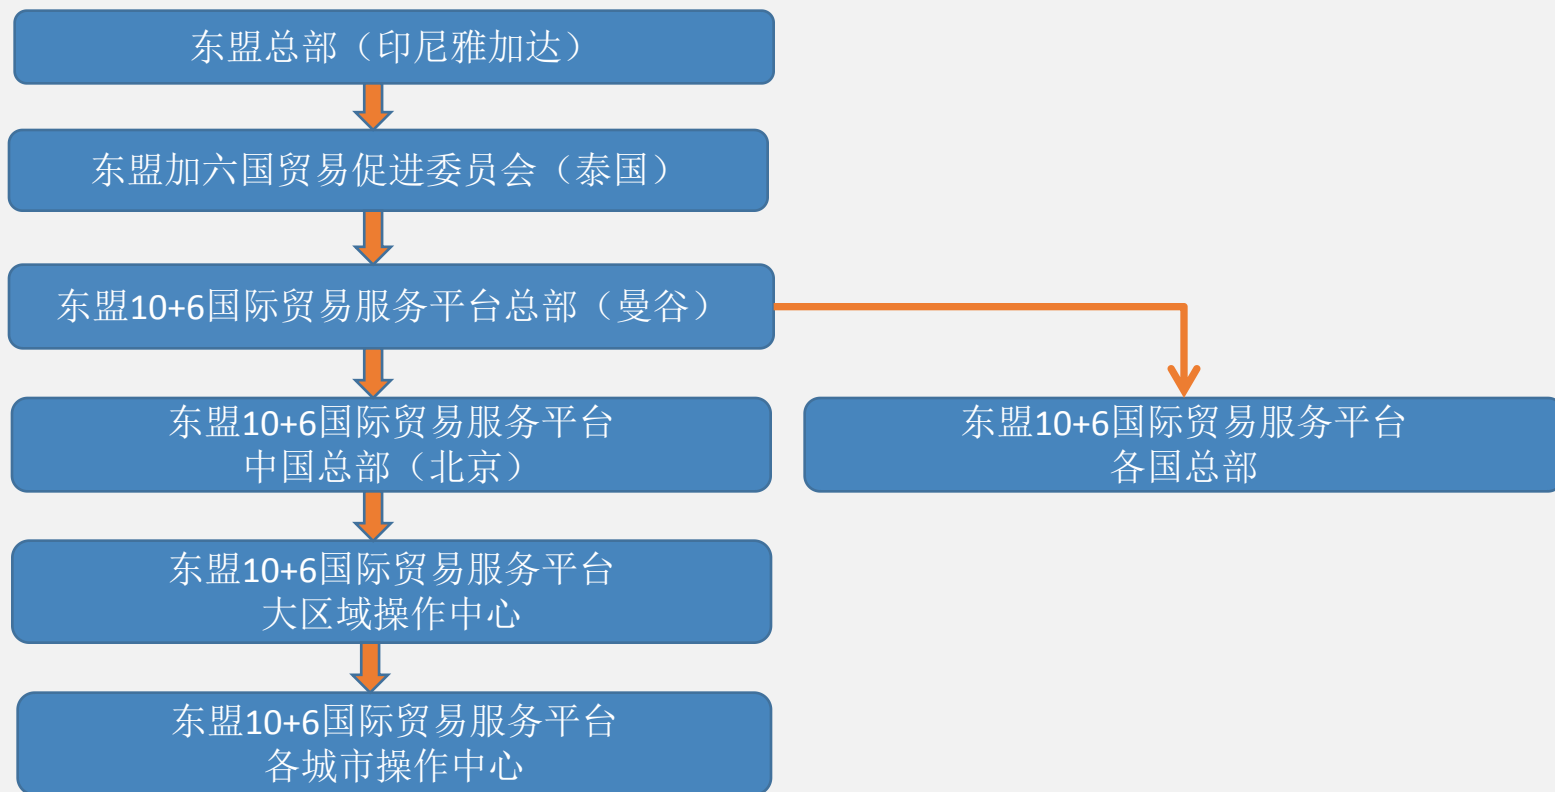 东盟总部（印尼雅加达）
东盟加六国贸易促进委员会（泰国）
东盟10+6国际贸易服务平台总部（曼谷）
东盟10+6国际贸易服务平台
中国总部（北京）
东盟10+6国际贸易服务平台
各国总部
东盟10+6国际贸易服务平台
大区域操作中心
东盟10+6国际贸易服务平台
各城市操作中心